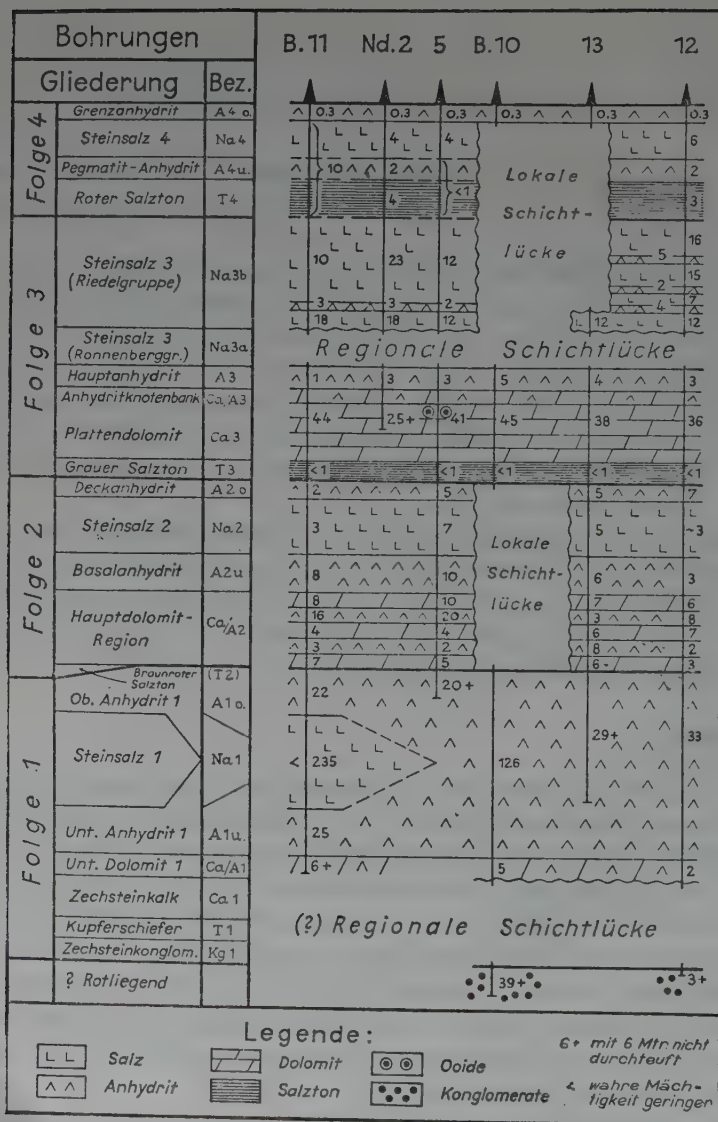 Bohrungen B.11 Nd.2 5 B.10 13 12
Gliederung Bez.
Folge 4
Grenzanhydrit A4o. 0.3 0.3 0.3 0.3 0.3 0.3
Steinsalz 4 Na4 4 4 6
Pegmatit-Anhydrit A4u. 10 2 <1 2
Roter Salzton T4 4 3
Lokale
Schicht-
lücke
Folge 3
Steinsalz 3
(Riedelgruppe) Na3b 10 23 12
16
5
15
2
7
4
3 3 2
18 18 12 12 12
Steinsalz 3
(Ronnenberggr.) Na3a
Regionale Schichtlücke
Hauptanhydrit A3 1 3 3 5 4 3
Anhydritknotenbank Ca/A3
Plattendolomit Ca3 44 25+ 41 45 38 36
Grauer Salzton T3 <1 <1 <1 <1 <1
Folge 2
Deckanhydrit A2o 2 5 5 7
Steinsalz 2 Na2 3 7 5 ~3
Basalanhydrit A2u 8 10 6 3
Lokale
Schicht-
lücke
Hauptdolomit-
Region Ca/A2
8 10 7 6
16 20 3 8
4 4 6 7
3 2 8 2
7 5 6- 3
Folge 1
Braunroter
Salzton (T2)
Ob. Anhydrit 1 A1o. 22 20+
Steinsalz 1 Na1 < 235 126 29+ 33
Unt. Anhydrit 1 A1u. 25
Unt. Dolomit 1 Ca/A1 6+ 5 2
Zechsteinkalk Ca1
Kupferschiefer T1
(?) Regionale Schichtlücke
Zechsteinkonglom. Kg1
? Rotliegend 39+ 3+
Legende:
Salz Dolomit Ooide
Anhydrit Salzton Konglomerate
6+ mit 6 Mtr. nicht
durchteuft
< wahre Mäch-
tigkeit geringer